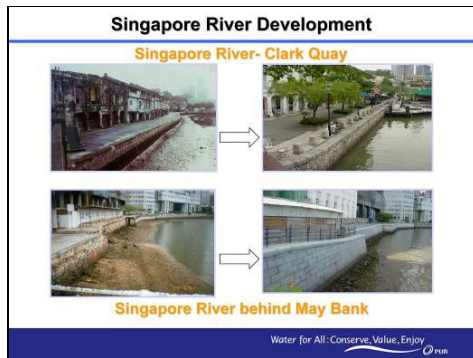 Singapore River Development
Singapore River- Clark Quay
Singapore River behind May Bank
Water for All: Conserve, Value, Enjoy
PUB